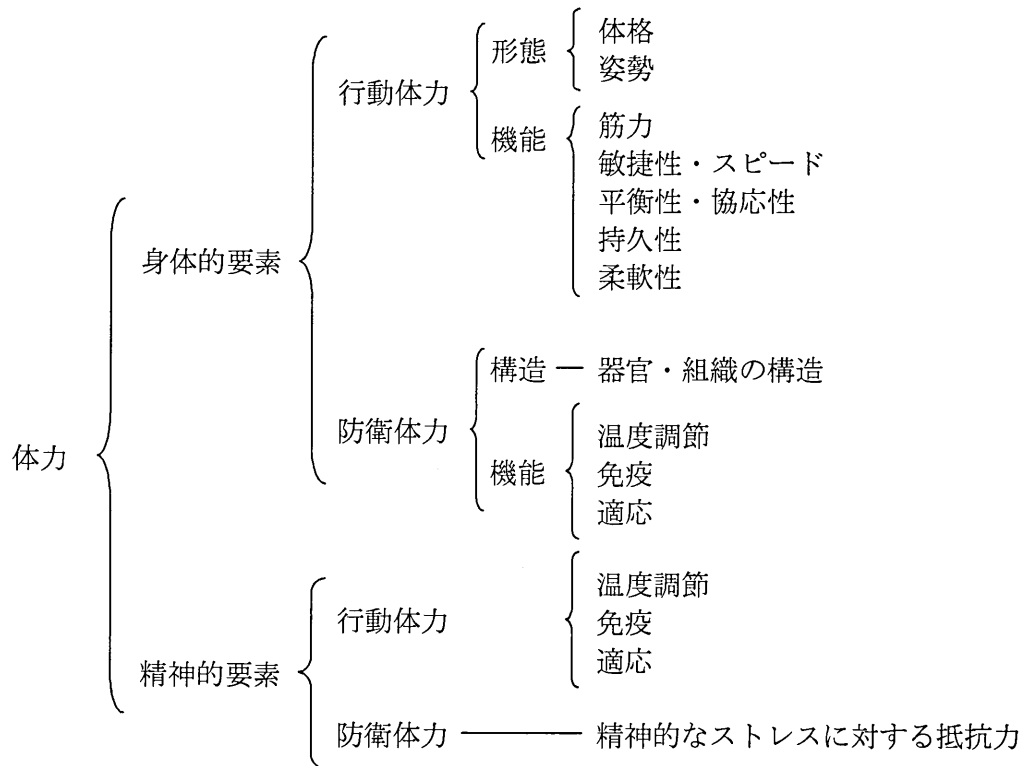 体力
身体的要素
行動体力
形態
体格
姿勢
機能
筋力
敏捷性・スピード
平衡性・協応性
持久性
柔軟性
防衛体力
構造 — 器官・組織の構造
機能
温度調節
免疫
適応
精神的要素
行動体力
温度調節
免疫
適応
防衛体力 — 精神的なストレスに対する抵抗力